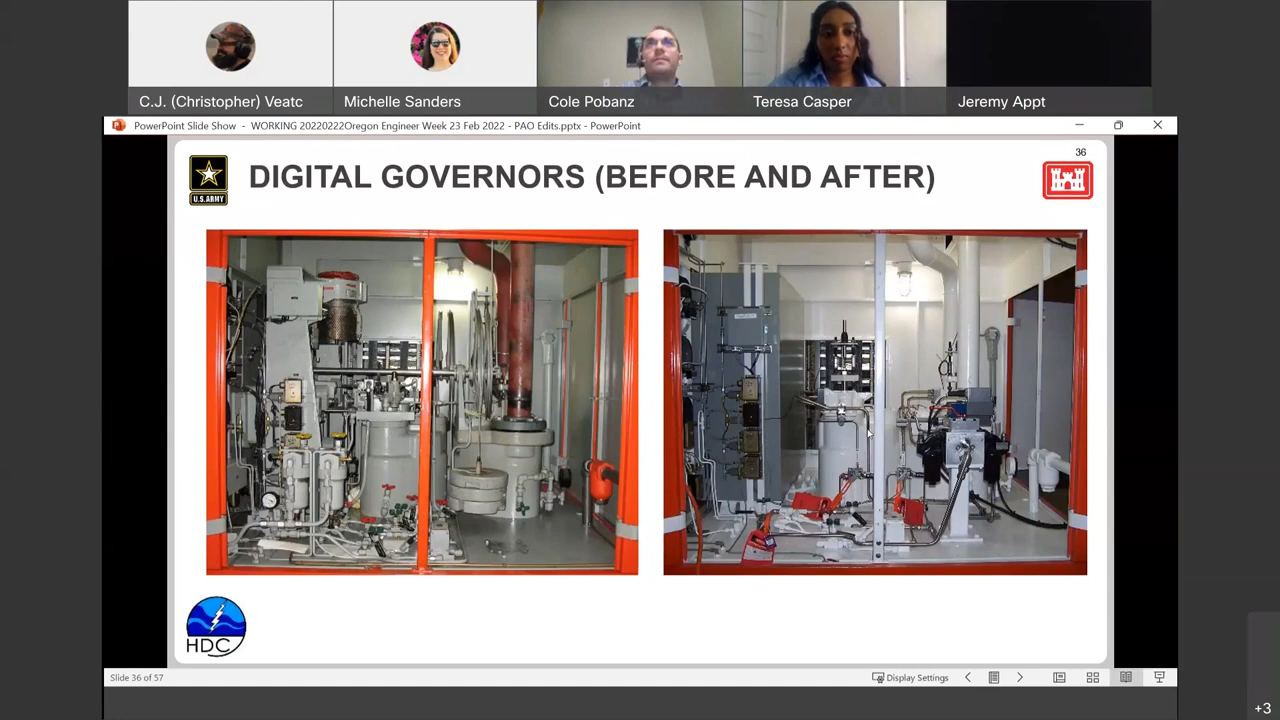 C.J. (Christopher) Veatc
Michelle Sanders
Cole Pobanz
Teresa Casper
Jeremy Appt
PowerPoint Slide Show - WORKING 20220222Oregon Engineer Week 23 Feb 2022 - PAO Edits.pptx - PowerPoint
36
U.S.ARMY
DIGITAL GOVERNORS (BEFORE AND AFTER)
HDC
Slide 36 of 57
Display Settings
+3